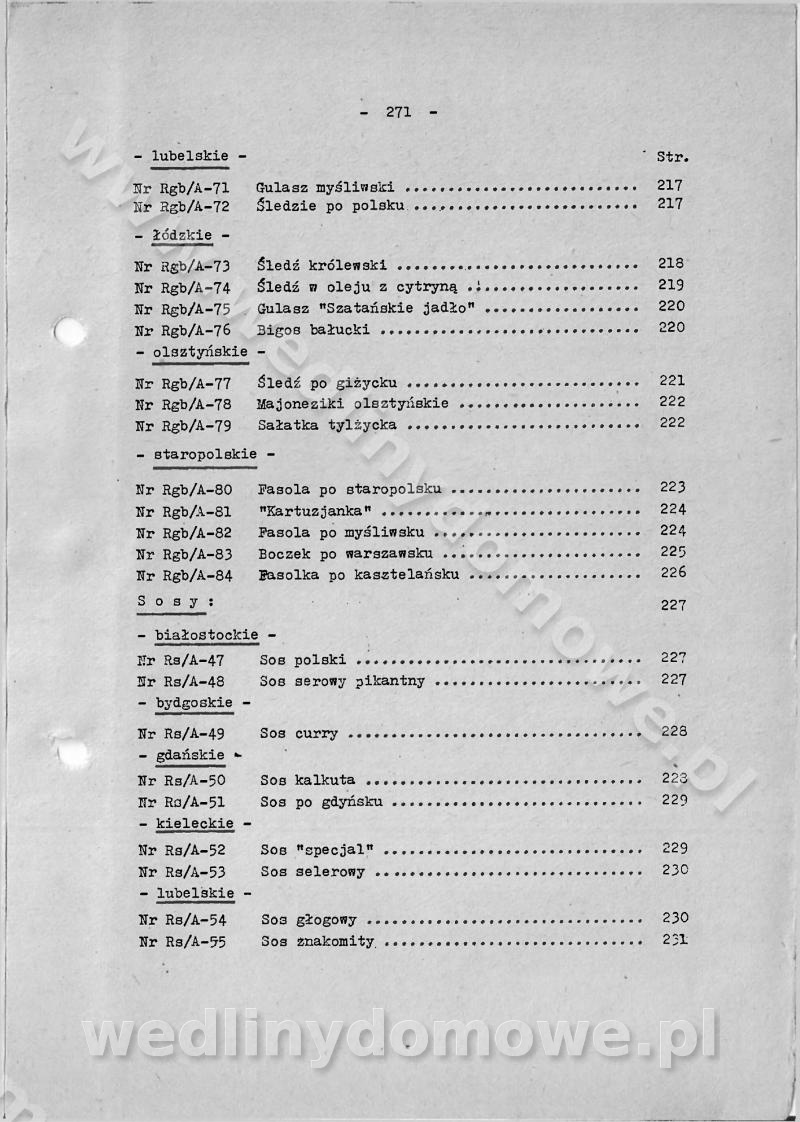 - 271 -
- lubelskie - Str.
Nr Rgb/A-71 Gulasz myśliwski ........................... 217
Nr Rgb/A-72 Śledzie po polsku .......................... 217
- łódzkie -
Nr Rgb/A-73 Śledź królewski ............................ 218
Nr Rgb/A-74 Śledź w oleju z cytryną .................... 219
Nr Rgb/A-75 Gulasz "Szatańskie jadło" .................. 220
Nr Rgb/A-76 Bigos bałucki .............................. 220
- olsztyńskie -
Nr Rgb/A-77 Śledź po giżycku ........................... 221
Nr Rgb/A-78 Majoneziki olsztyńskie ..................... 222
Nr Rgb/A-79 Sałatka tylżycka ........................... 222
- staropolskie -
Nr Rgb/A-80 Fasola po staropolsku ...................... 223
Nr Rgb/A-81 "Kartuzjanka" .............................. 224
Nr Rgb/A-82 Fasola po myśliwsku ........................ 224
Nr Rgb/A-83 Boczek po warszawsku ....................... 225
Nr Rgb/A-84 Fasolka po kasztelańsku .................... 226
S o s y : 227
- białostockie -
Nr Rs/A-47 Sos polski ................................. 227
Nr Rs/A-48 Sos serowy pikantny ........................ 227
- bydgoskie -
Nr Rs/A-49 Sos curry .................................. 228
- gdańskie -
Nr Rs/A-50 Sos kalkuta ................................ 228
Nr Rs/A-51 Sos po gdyńsku ............................. 229
- kieleckie -
Nr Rs/A-52 Sos "specjal" .............................. 229
Nr Rs/A-53 Sos selerowy ............................... 230
- lubelskie -
Nr Rs/A-54 Sos głogowy ................................ 230
Nr Rs/A-55 Sos znakomity .............................. 231
www.wedlinydomowe.pl
wedlinydomowe.pl